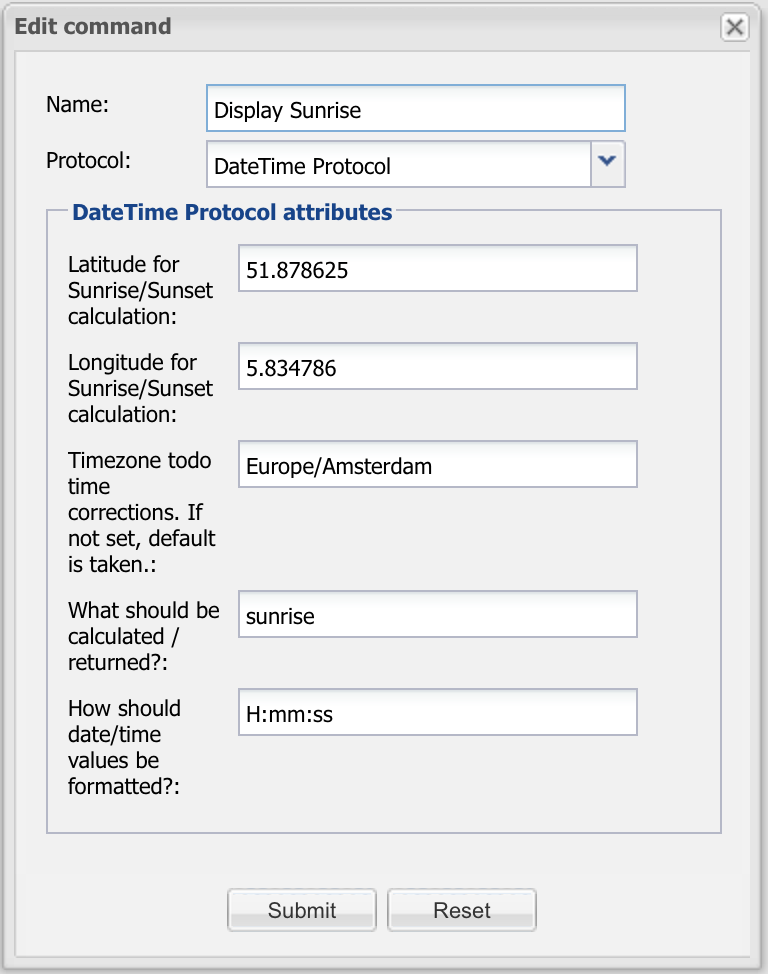 Edit command
Name:
Display Sunrise
Protocol:
DateTime Protocol
DateTime Protocol attributes
Latitude for
Sunrise/Sunset
calculation:
51.878625
Longitude for
Sunrise/Sunset
calculation:
5.834786
Timezone todo
time
corrections. If
not set, default
is taken.:
Europe/Amsterdam
What should be
calculated /
returned?:
sunrise
How should
date/time
values be
formatted?:
H:mm:ss
Submit
Reset